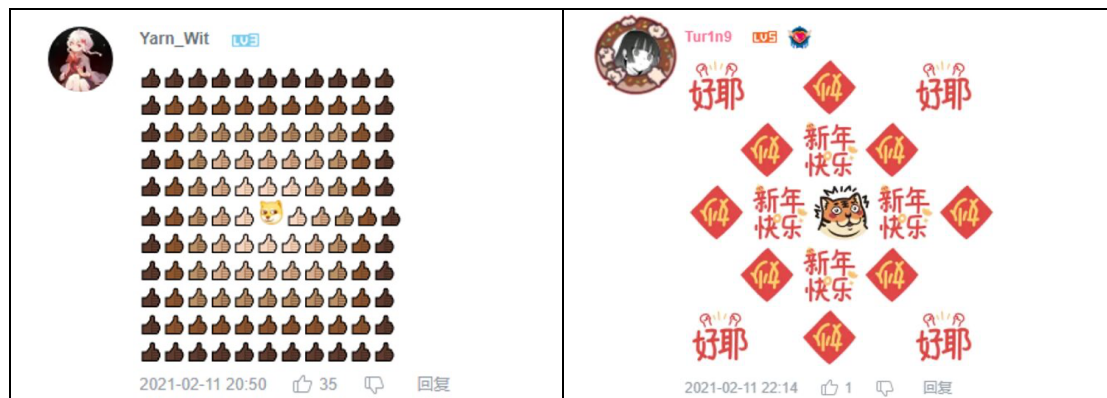 Yarn_Wit LV3
2021-02-11 20:50 35 回复
Tur1n9 LV5
好耶 好耶
新年
快乐
新年 新年
快乐 快乐
新年
快乐
好耶 好耶
2021-02-11 22:14 1 回复